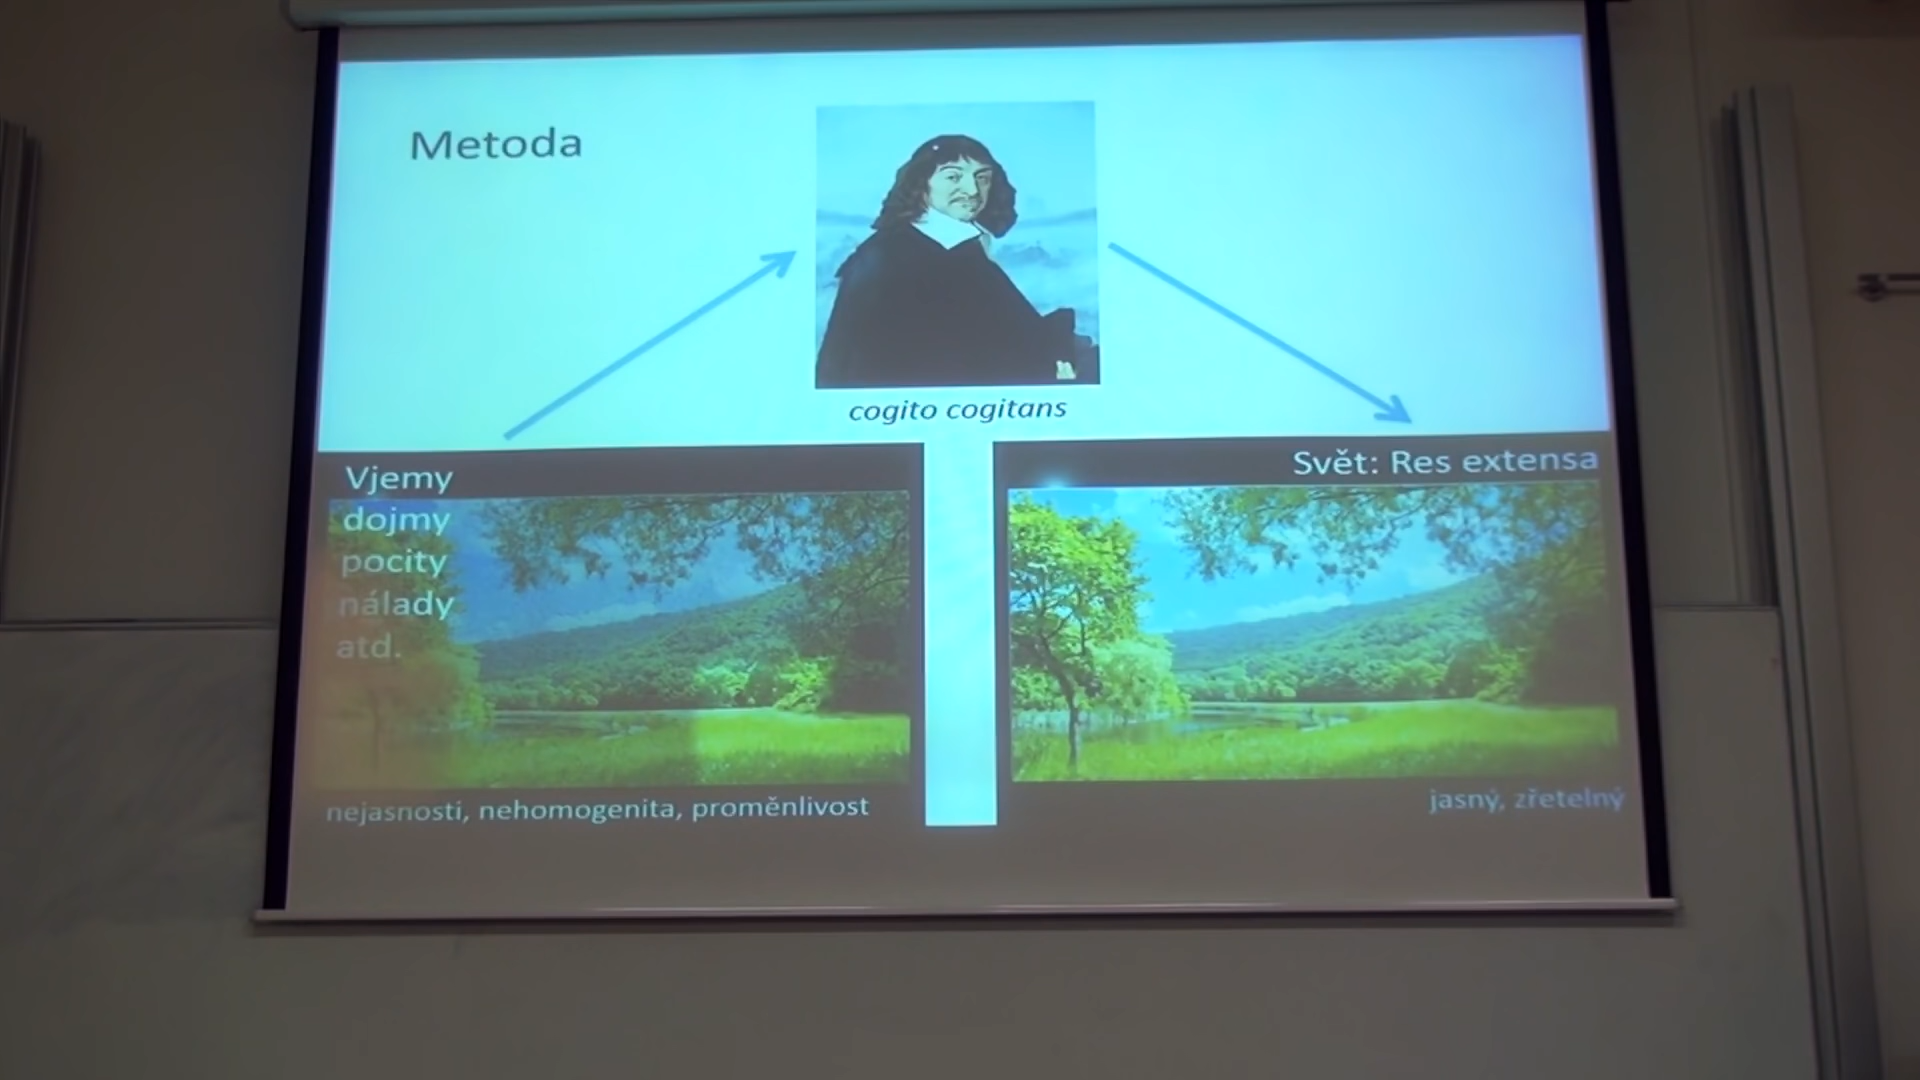 Metoda
cogito cogitans
Vjemy
dojmy
pocity
nálady
atd.
nejasnosti, nehomogenita, proměnlivost
Svět: Res extensa
jasný, zřetelný